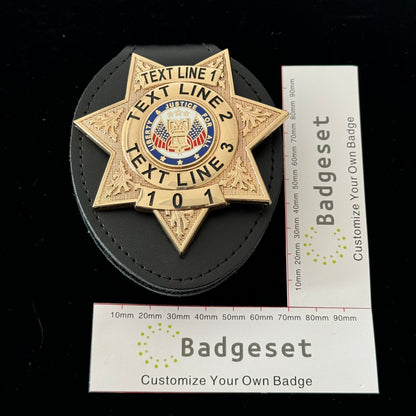 TEXT LINE 1
TEXT LINE 2
LIBERTY & JUSTICE FOR ALL
TEXT LINE 3
101
10mm 20mm 30mm 40mm 50mm 60mm 70mm 80mm 90mm
Badgeset
Customize Your Own Badge
10mm 20mm 30mm 40mm 50mm 60mm 70mm 80mm 90mm
Badgeset
Customize Your Own Badge